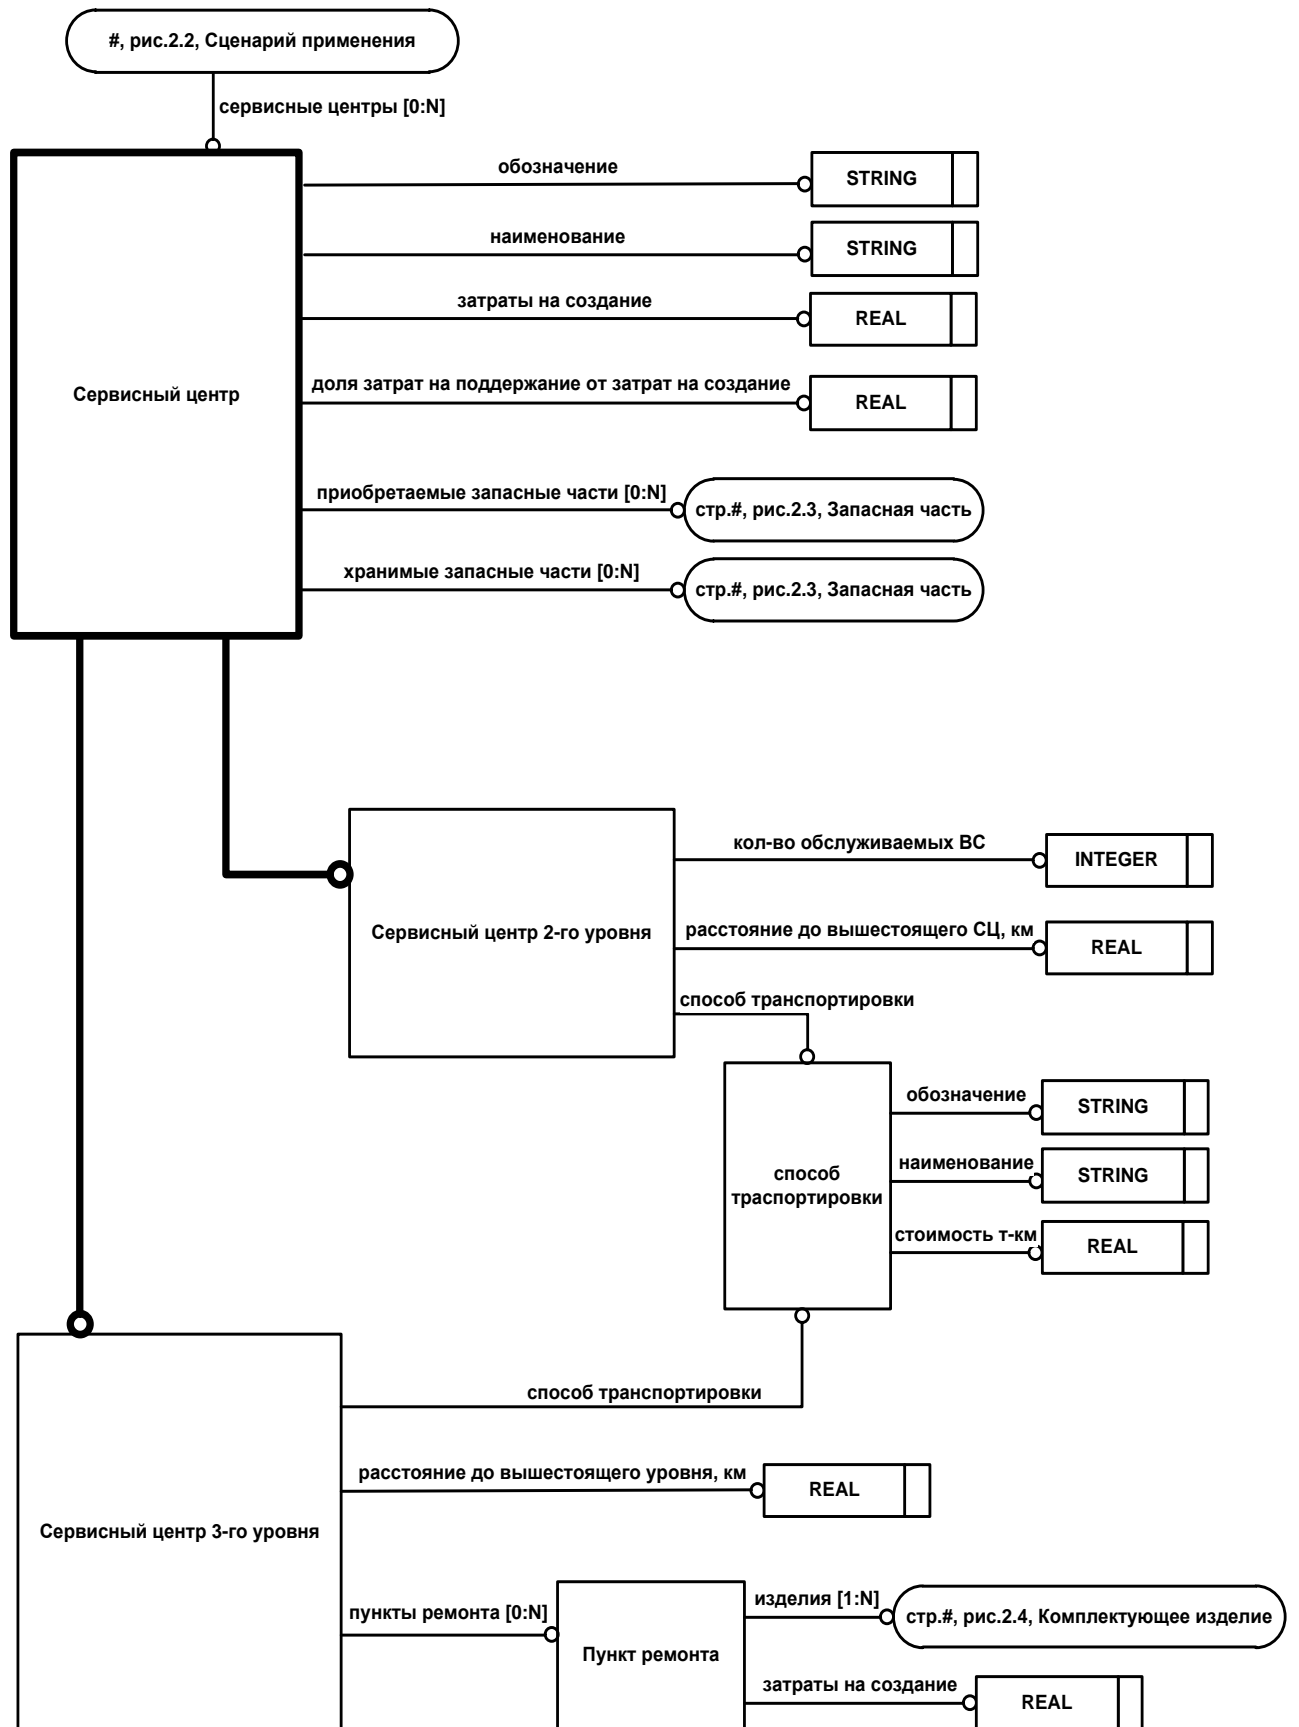 #, рис.2.2, Сценарий применения
сервисные центры [0:N]
Сервисный центр
обозначение
STRING
наименование
STRING
затраты на создание
REAL
доля затрат на поддержание от затрат на создание
REAL
приобретаемые запасные части [0:N]
стр.#, рис.2.3, Запасная часть
хранимые запасные части [0:N]
стр.#, рис.2.3, Запасная часть
Сервисный центр 2-го уровня
кол-во обслуживаемых ВС
INTEGER
расстояние до вышестоящего СЦ, км
REAL
способ транспортировки
способ
траспортировки
обозначение
STRING
наименование
STRING
стоимость т-км
REAL
способ транспортировки
Сервисный центр 3-го уровня
расстояние до вышестоящего уровня, км
REAL
пункты ремонта [0:N]
Пункт ремонта
изделия [1:N]
стр.#, рис.2.4, Комплектующее изделие
затраты на создание
REAL